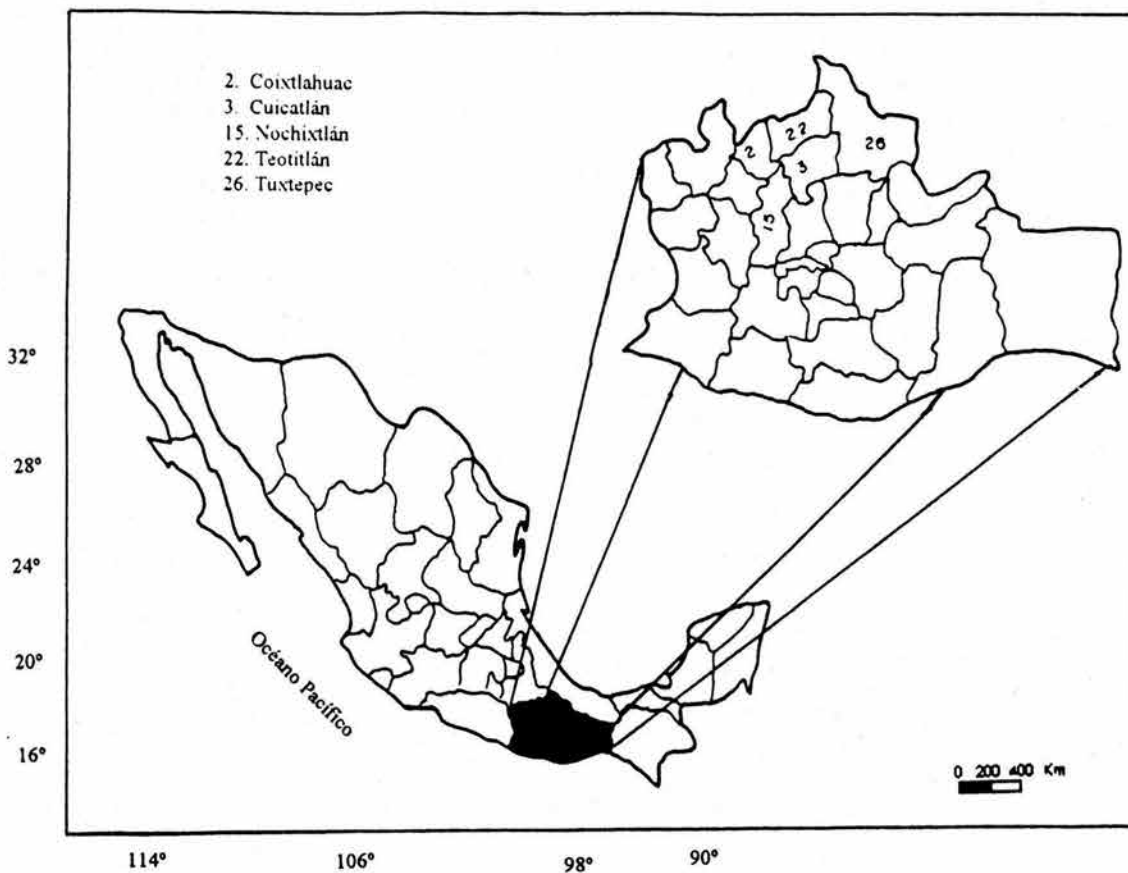 2. Coixtlahuac
3. Cuicatlán
15. Nochixtlán
22. Teotitlán
26. Tuxtepec
22
26
2
3
15
32°
28°
24°
20°
16°
Océano Pacífico
0 200 400 Km
114° 106° 98° 90°